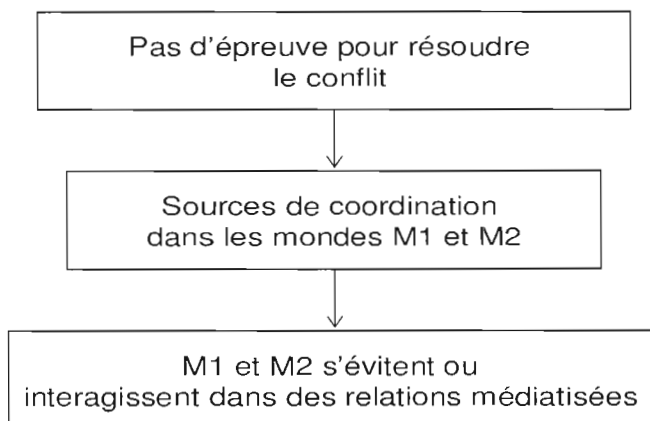 Pas d'épreuve pour résoudre
le conflit
Sources de coordination
dans les mondes M1 et M2
M1 et M2 s'évitent ou
interagissent dans des relations médiatisées